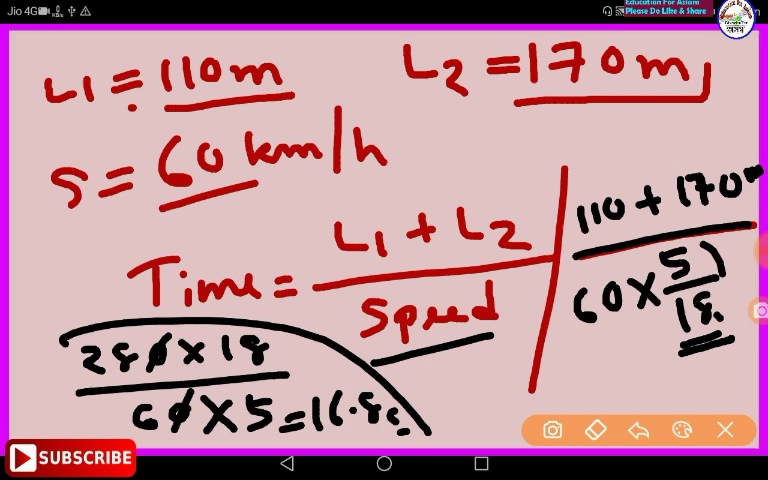 Jio 4G
Education For Assam
Please Do Like & Share
L1 = 110m
L2 = 170m
S = 60 km/h
Time = L1 + L2 / Speed
110 + 170m / 60 × 5/18
280 × 18 / 60 × 5 = 16.8s
SUBSCRIBE